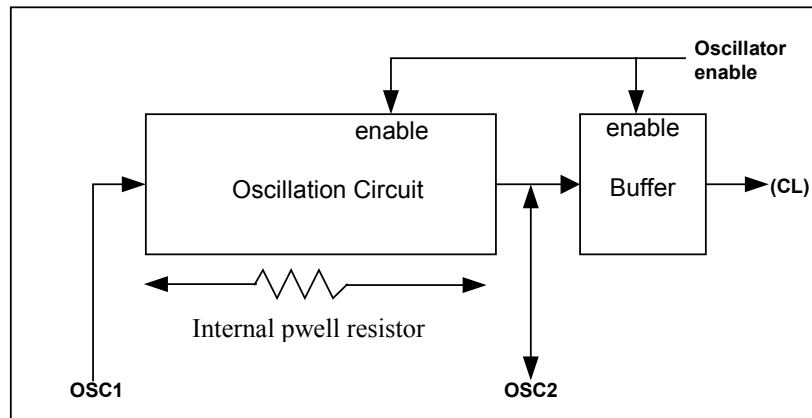 Oscillator
enable
enable
enable
Oscillation Circuit
Buffer
(CL)
Internal pwell resistor
OSC1
OSC2